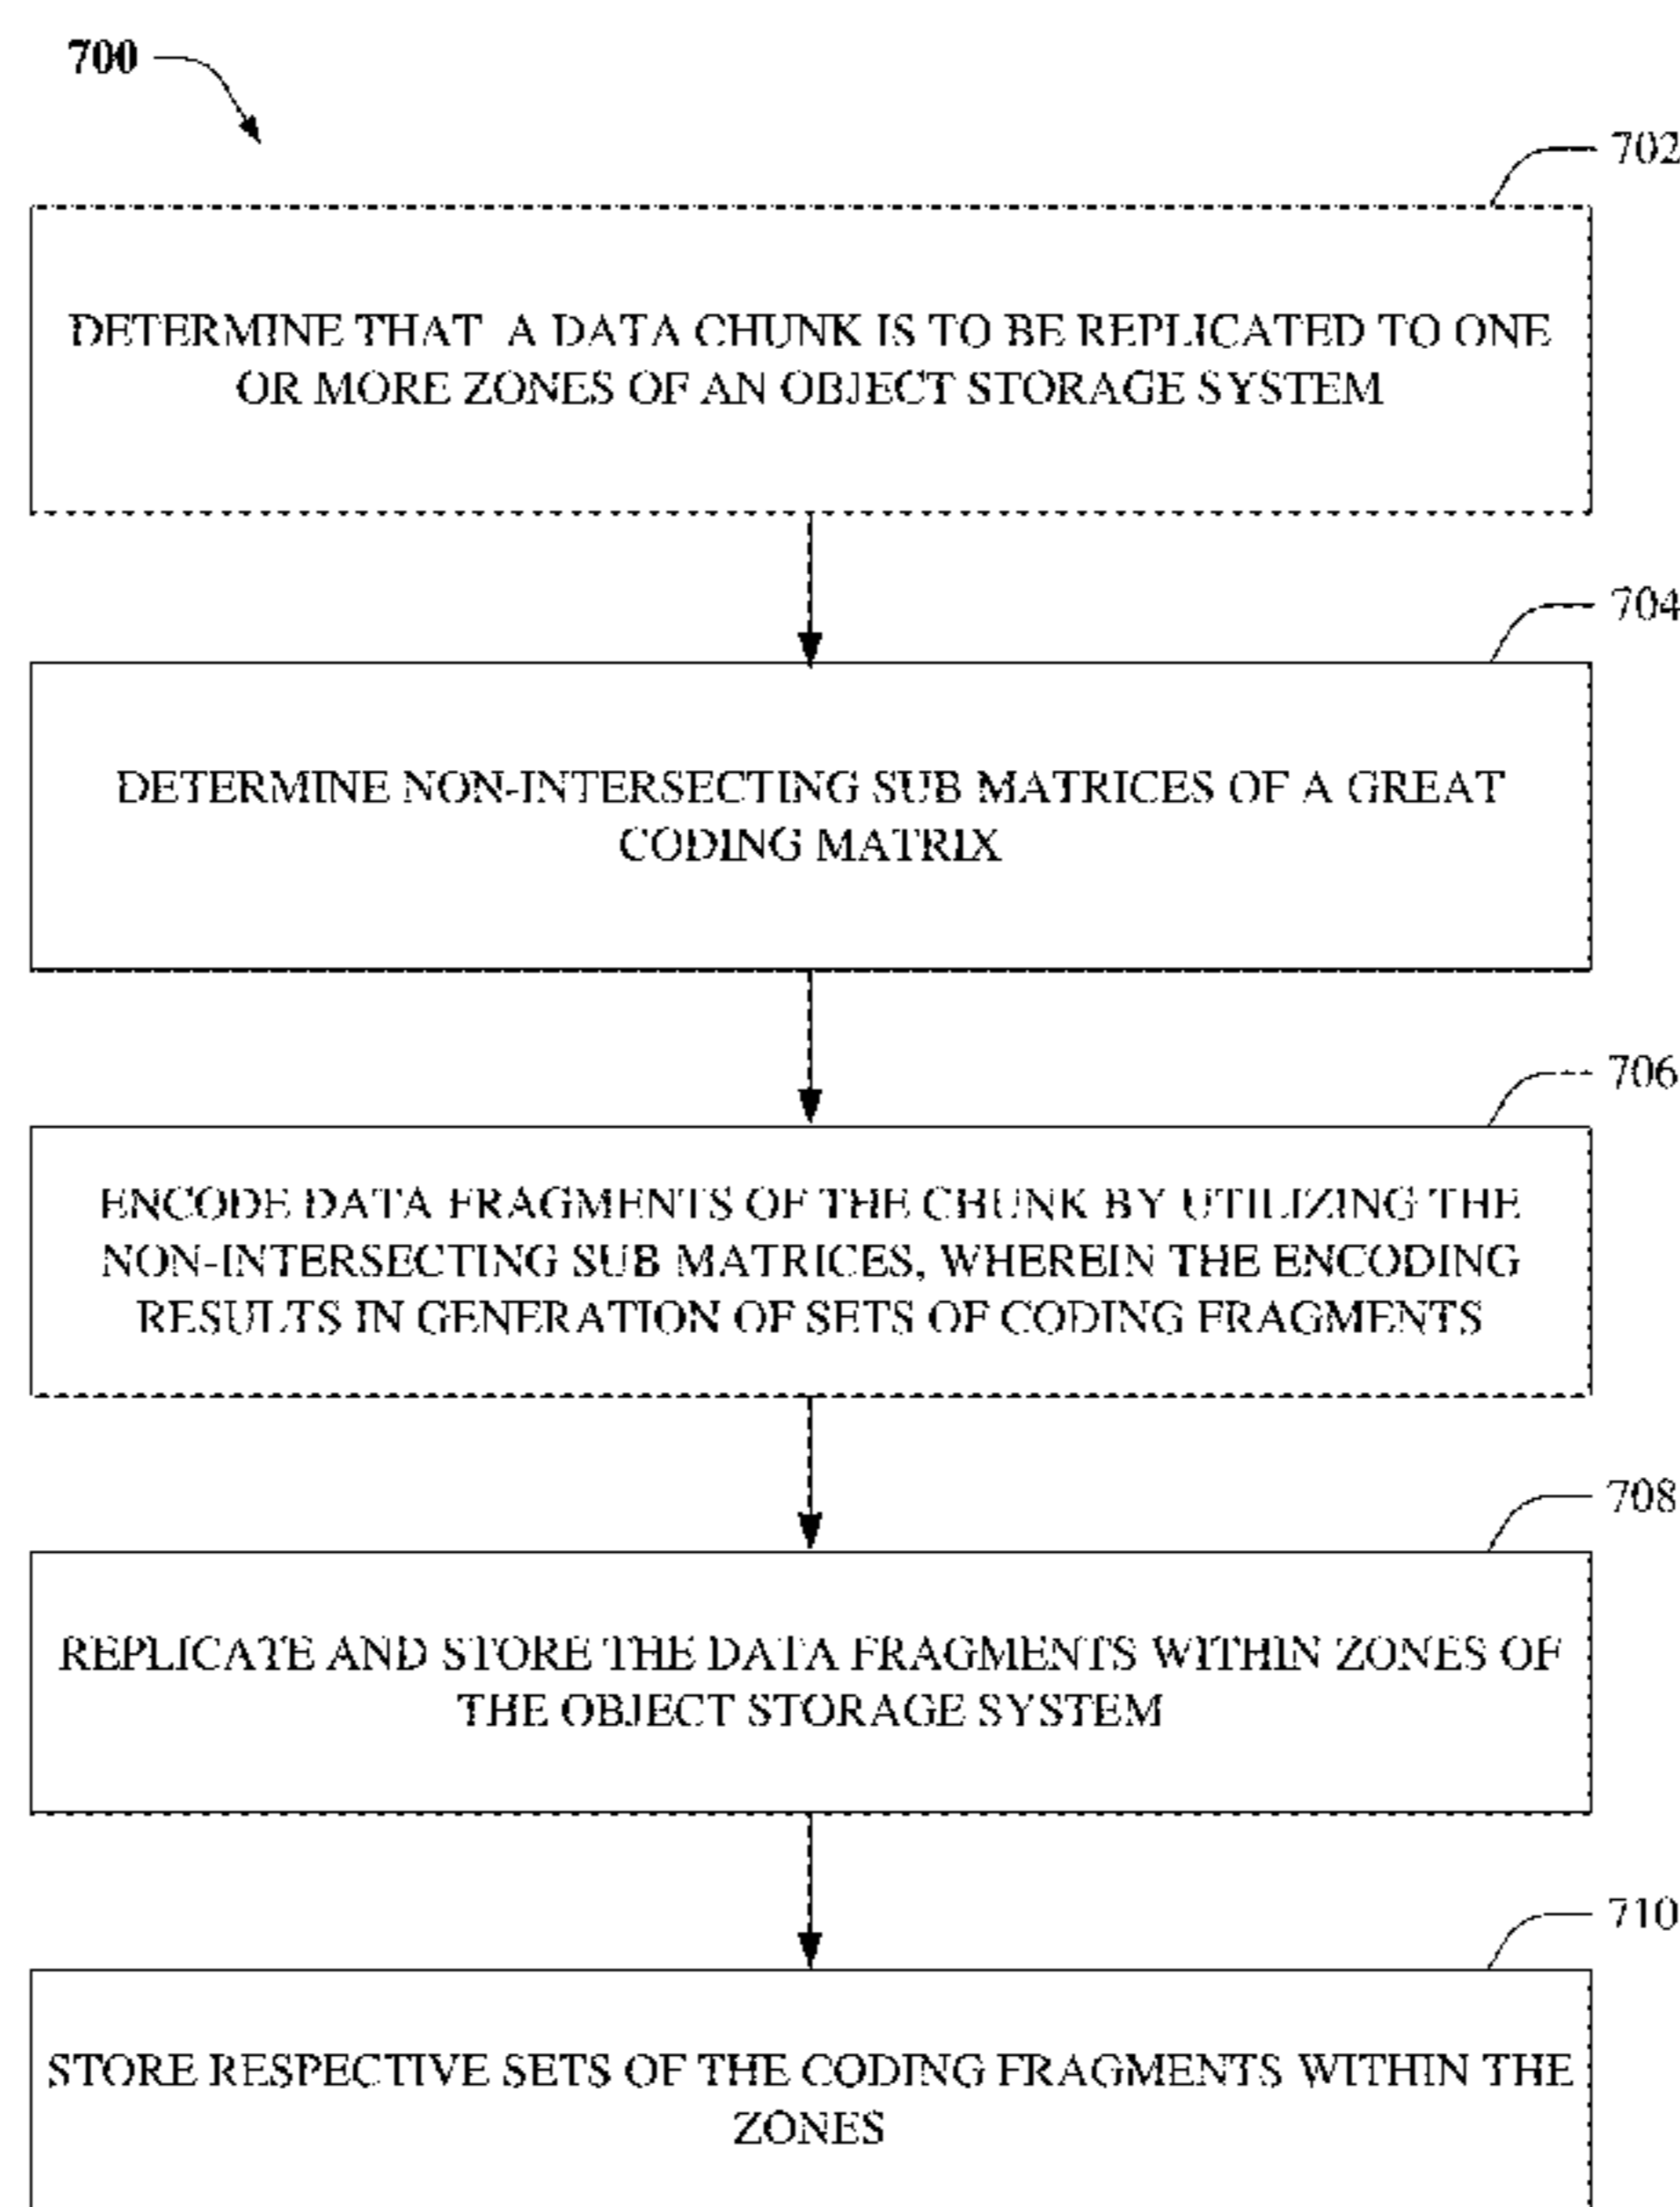 700
702
DETERMINE THAT A DATA CHUNK IS TO BE REPLICATED TO ONE
OR MORE ZONES OF AN OBJECT STORAGE SYSTEM
704
DETERMINE NON-INTERSECTING SUB MATRICES OF A GREAT
CODING MATRIX
706
ENCODE DATA FRAGMENTS OF THE CHUNK BY UTILIZING THE
NON-INTERSECTING SUB MATRICES, WHEREIN THE ENCODING
RESULTS IN GENERATION OF SETS OF CODING FRAGMENTS
708
REPLICATE AND STORE THE DATA FRAGMENTS WITHIN ZONES OF
THE OBJECT STORAGE SYSTEM
710
STORE RESPECTIVE SETS OF THE CODING FRAGMENTS WITHIN THE
ZONES